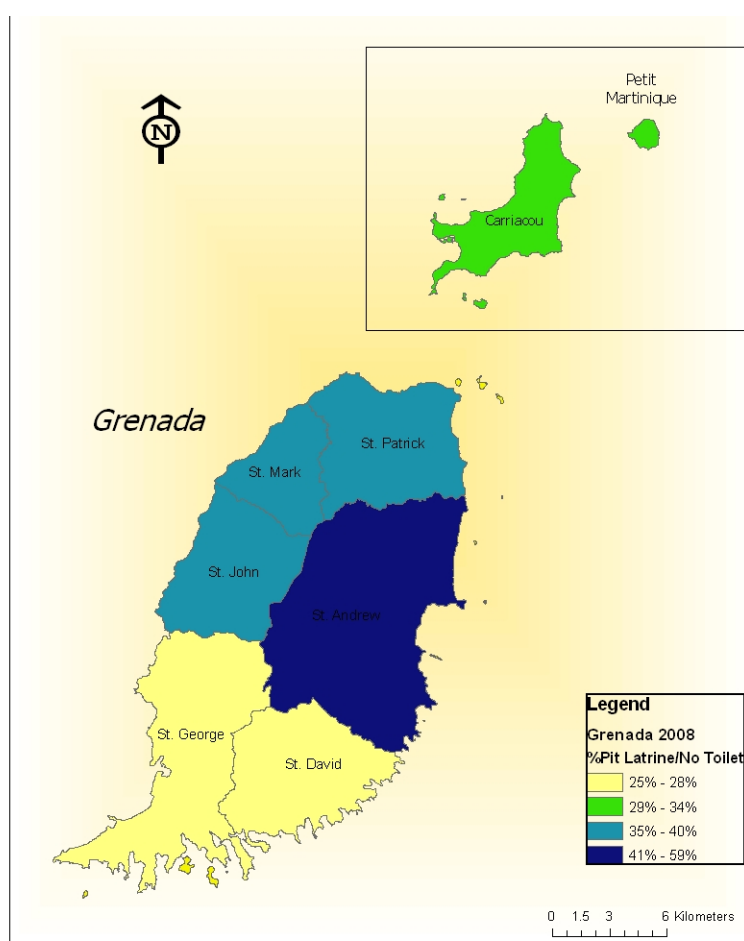 Petit
Martinique
N
Carriacou
Grenada
St. Patrick
St. Mark
St. John
St. Andrew
St. George
St. David
Legend
Grenada 2008
%Pit Latrine/No Toilet
25% - 28%
29% - 34%
35% - 40%
41% - 59%
0 1.5 3 6 Kilometers